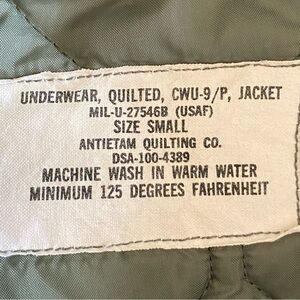 UNDERWEAR, QUILTED, CWU-9/P, JACKET
MIL-U-27546B (USAF)
SIZE SMALL
ANTIETAM QUILTING CO.
DSA-100-4389
MACHINE WASH IN WARM WATER
MINIMUM 125 DEGREES FAHRENHEIT